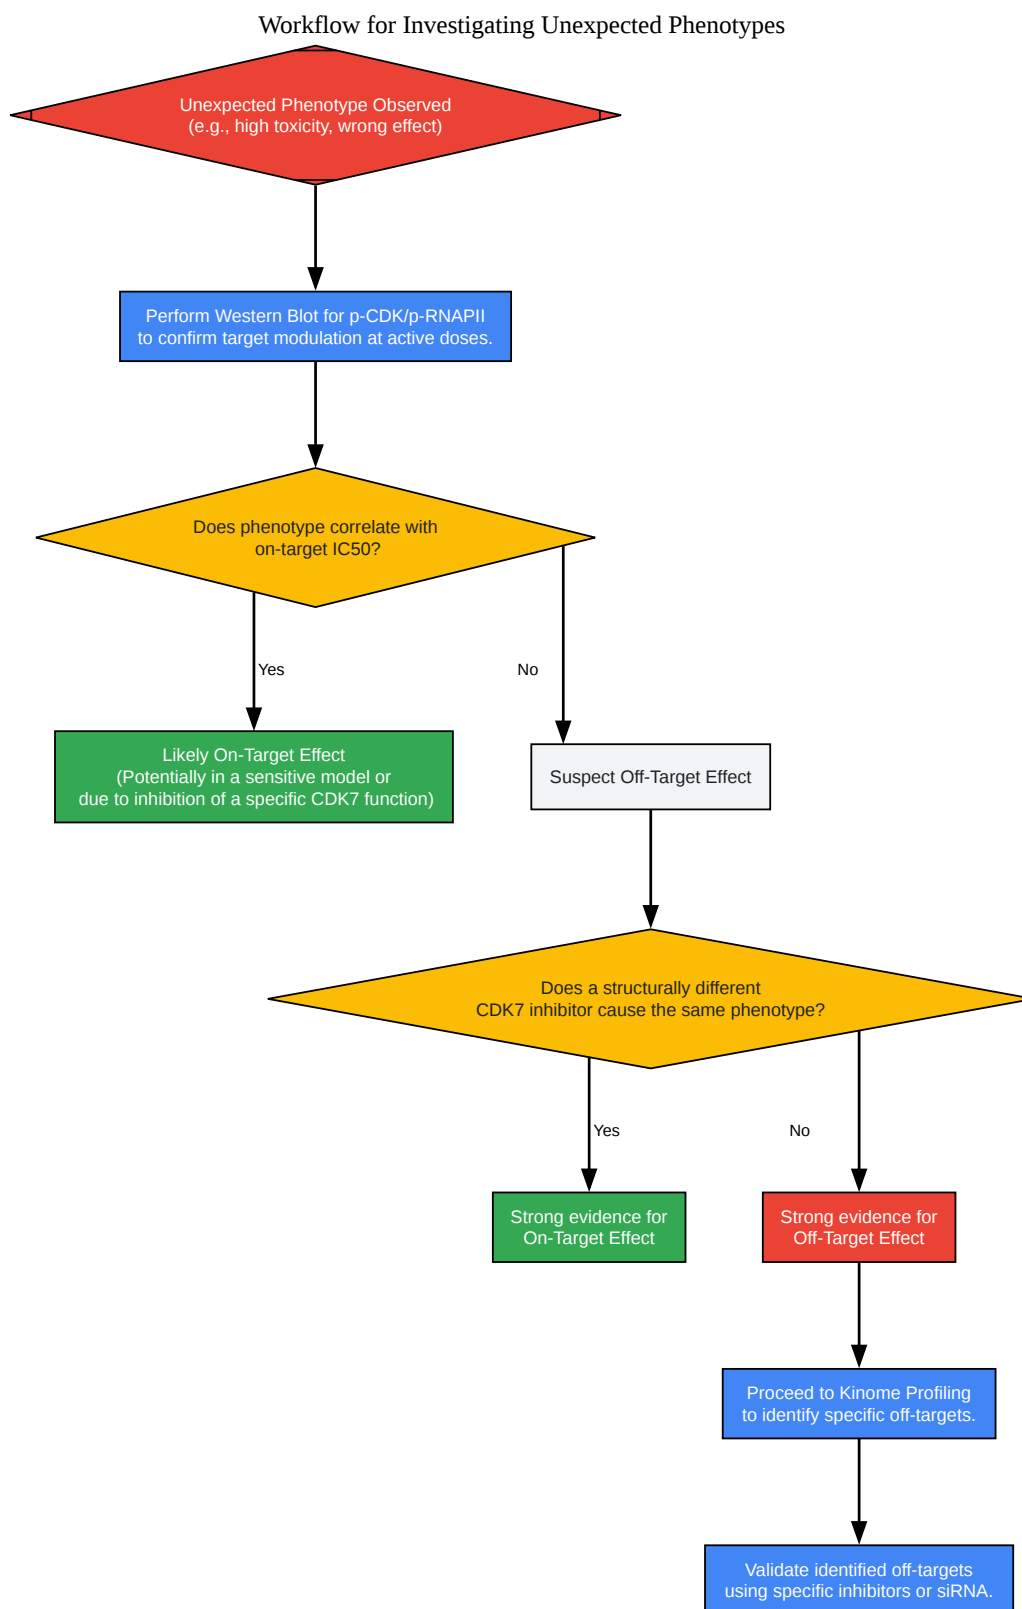 Workflow for Investigating Unexpected Phenotypes
Unexpected Phenotype Observed
(e.g., high toxicity, wrong effect)
Perform Western Blot for p-CDK/p-RNAPII
to confirm target modulation at active doses.
Does phenotype correlate with
on-target IC50?
Yes
No
Likely On-Target Effect
(Potentially in a sensitive model or
due to inhibition of a specific CDK7 function)
Suspect Off-Target Effect
Does a structurally different
CDK7 inhibitor cause the same phenotype?
Yes
No
Strong evidence for
On-Target Effect
Strong evidence for
Off-Target Effect
Proceed to Kinome Profiling
to identify specific off-targets.
Validate identified off-targets
using specific inhibitors or siRNA.